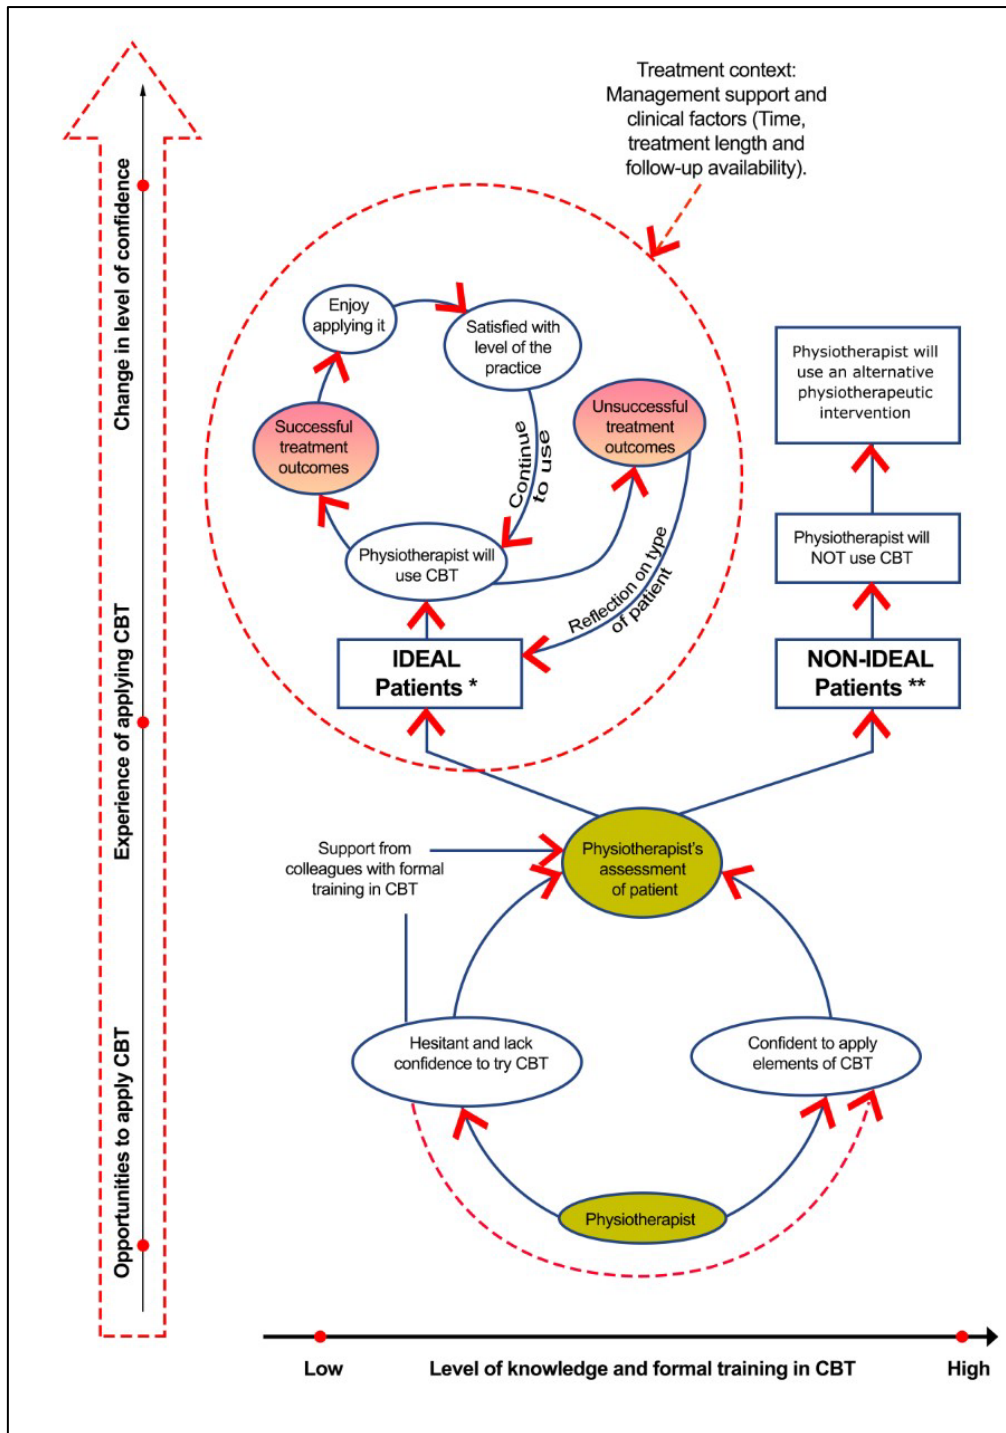 Treatment context:
Management support and
clinical factors (Time,
treatment length and
follow-up availability).
Change in level of confidence
Experience of applying CBT
Opportunities to apply CBT
Enjoy
applying it
Satisfied with
level of the
practice
Successful
treatment
outcomes
Unsuccessful
treatment
outcomes
Continue
to use
Physiotherapist will
use CBT
Reflection on type
of patient
IDEAL
Patients *
Physiotherapist will
use an alternative
physiotherapeutic
intervention
Physiotherapist will
NOT use CBT
NON-IDEAL
Patients **
Support from
colleagues with formal
training in CBT
Physiotherapist's
assessment
of patient
Hesitant and lack
confidence to try CBT
Confident to apply
elements of CBT
Physiotherapist
Low
Level of knowledge and formal training in CBT
High